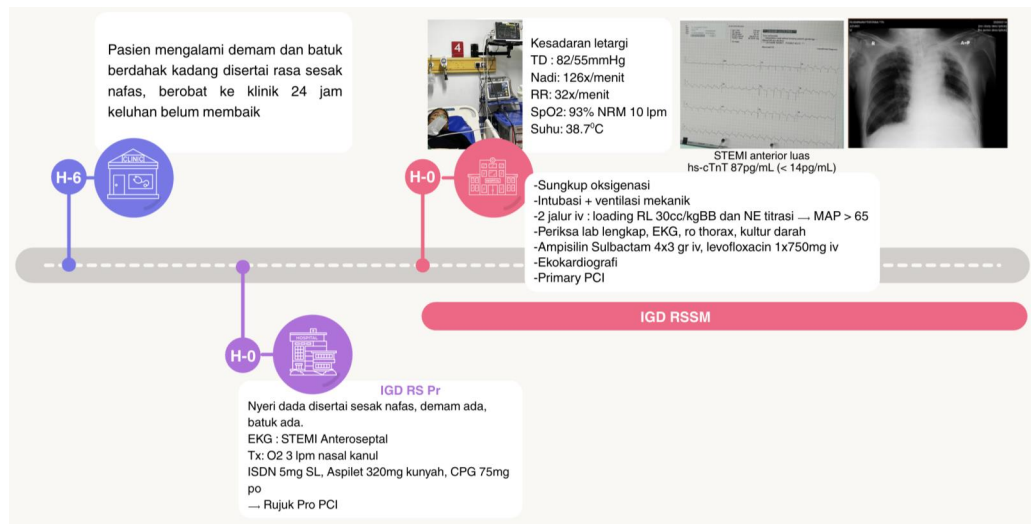 Pasien mengalami demam dan batuk
berdahak kadang disertai rasa sesak
nafas, berobat ke klinik 24 jam
keluhan belum membaik
H-6
CLINIC
4
Kesadaran letargi
TD : 82/55mmHg
Nadi: 126x/menit
RR: 32x/menit
SpO2: 93% NRM 10 lpm
Suhu: 38.7⁰C
STEMI anterior luas
hs-cTnT 87pg/mL (< 14pg/mL)
H-0
-Sungkup oksigenasi
-Intubasi + ventilasi mekanik
-2 jalur iv : loading RL 30cc/kgBB dan NE titrasi → MAP > 65
-Periksa lab lengkap, EKG, ro thorax, kultur darah
-Ampisilin Sulbactam 4x3 gr iv, levofloxacin 1x750mg iv
-Ekokardiografi
-Primary PCI
IGD RSSM
H-0
HOSPITAL
IGD RS Pr
Nyeri dada disertai sesak nafas, demam ada,
batuk ada.
EKG : STEMI Anteroseptal
Tx: O2 3 lpm nasal kanul
ISDN 5mg SL, Aspilet 320mg kunyah, CPG 75mg
po
→ Rujuk Pro PCI